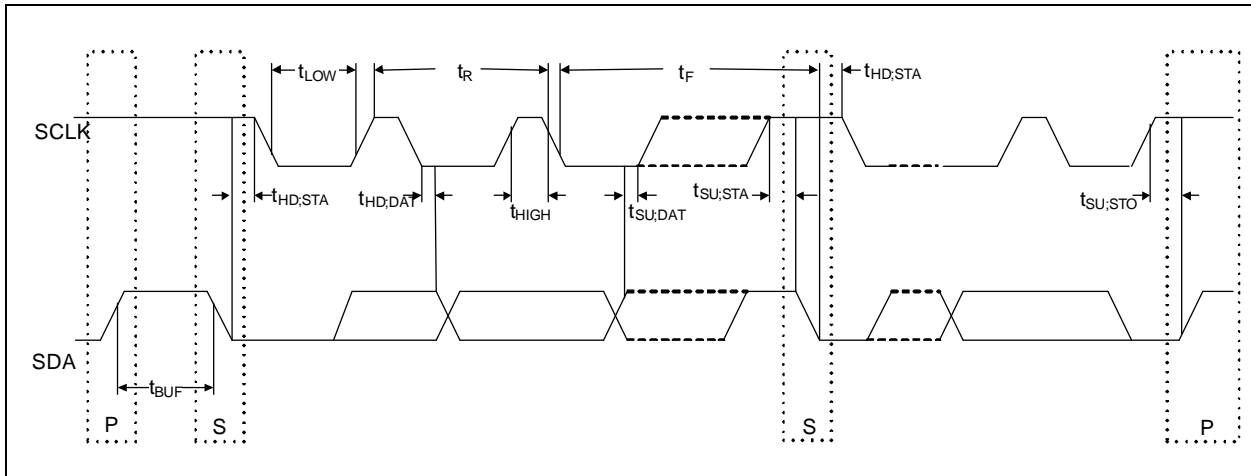 tLOW
tR
tF
tHD;STA
SCLK
tHD;STA
tHD;DAT
tHIGH
tSU;DAT
tSU;STA
tSU;STO
SDA
tBUF
P
S
S
P